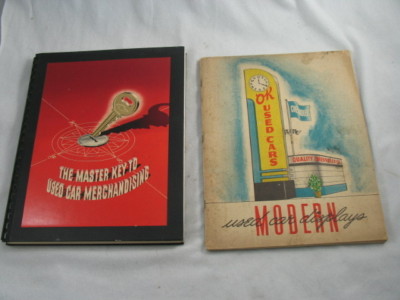 THE MASTER KEY TO
USED CAR MERCHANDISING
OK
USED CARS
QUALITY
used car displays
MODERN